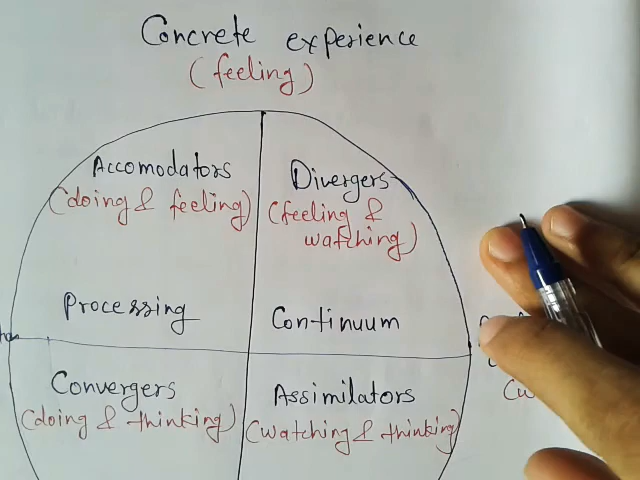 Concrete experience
(feeling)
Accomodators
(doing & feeling)
Divergers
(feeling &
watching)
Processing
Continuum
Convergers
(doing & thinking)
Assimilators
(watching & thinking)